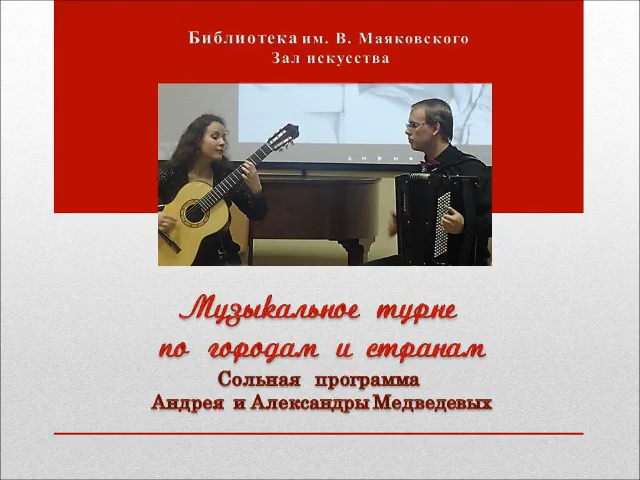 Библиотека им. В. Маяковского
Зал искусства
Музыкальное турне
по городам и странам
Сольная программа
Андрея и Александры Медведевых